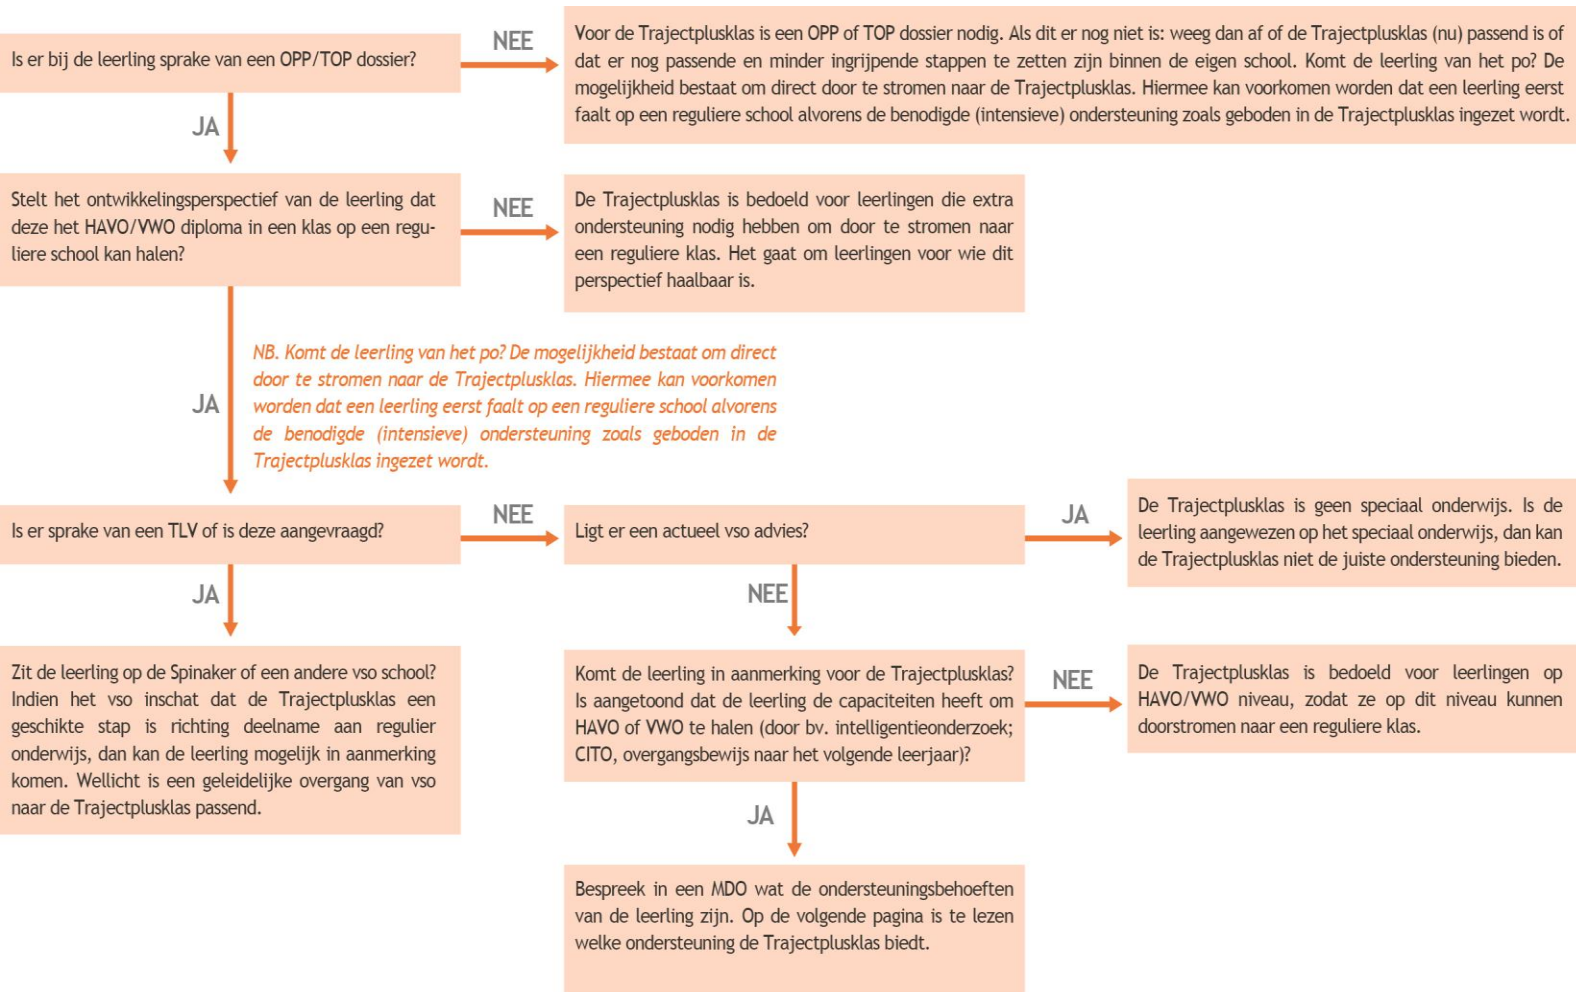 Is er bij de leerling sprake van een OPP/TOP dossier?
NEE
Voor de Trajectplusklas is een OPP of TOP dossier nodig. Als dit er nog niet is: weeg dan af of de Trajectplusklas (nu) passend is of
dat er nog passende en minder ingrijpende stappen te zetten zijn binnen de eigen school. Komt de leerling van het po? De
mogelijkheid bestaat om direct door te stromen naar de Trajectplusklas. Hiermee kan voorkomen worden dat een leerling eerst
faalt op een reguliere school alvorens de benodigde (intensieve) ondersteuning zoals geboden in de Trajectplusklas ingezet wordt.
JA
Stelt het ontwikkelingsperspectief van de leerling dat
deze het HAVO/VWO diploma in een klas op een regu-
liere school kan halen?
NEE
De Trajectplusklas is bedoeld voor leerlingen die extra
ondersteuning nodig hebben om door te stromen naar
een reguliere klas. Het gaat om leerlingen voor wie dit
perspectief haalbaar is.
JA
NB. Komt de leerling van het po? De mogelijkheid bestaat om direct
door te stromen naar de Trajectplusklas. Hiermee kan voorkomen
worden dat een leerling eerst faalt op een reguliere school alvorens
de benodigde (intensieve) ondersteuning zoals geboden in de
Trajectplusklas ingezet wordt.
Is er sprake van een TLV of is deze aangevraagd?
NEE
Ligt er een actueel vso advies?
JA
De Trajectplusklas is geen speciaal onderwijs. Is de
leerling aangewezen op het speciaal onderwijs, dan kan
de Trajectplusklas niet de juiste ondersteuning bieden.
JA
NEE
Zit de leerling op de Spinaker of een andere vso school?
Indien het vso inschat dat de Trajectplusklas een
geschikte stap is richting deelname aan regulier
onderwijs, dan kan de leerling mogelijk in aanmerking
komen. Wellicht is een geleidelijke overgang van vso
naar de Trajectplusklas passend.
Komt de leerling in aanmerking voor de Trajectplusklas?
Is aangetoond dat de leerling de capaciteiten heeft om
HAVO of VWO te halen (door bv. intelligentieonderzoek;
CITO, overgangsbewijs naar het volgende leerjaar)?
NEE
De Trajectplusklas is bedoeld voor leerlingen op
HAVO/VWO niveau, zodat ze op dit niveau kunnen
doorstromen naar een reguliere klas.
JA
Bespreek in een MDO wat de ondersteuningsbehoeften
van de leerling zijn. Op de volgende pagina is te lezen
welke ondersteuning de Trajectplusklas biedt.